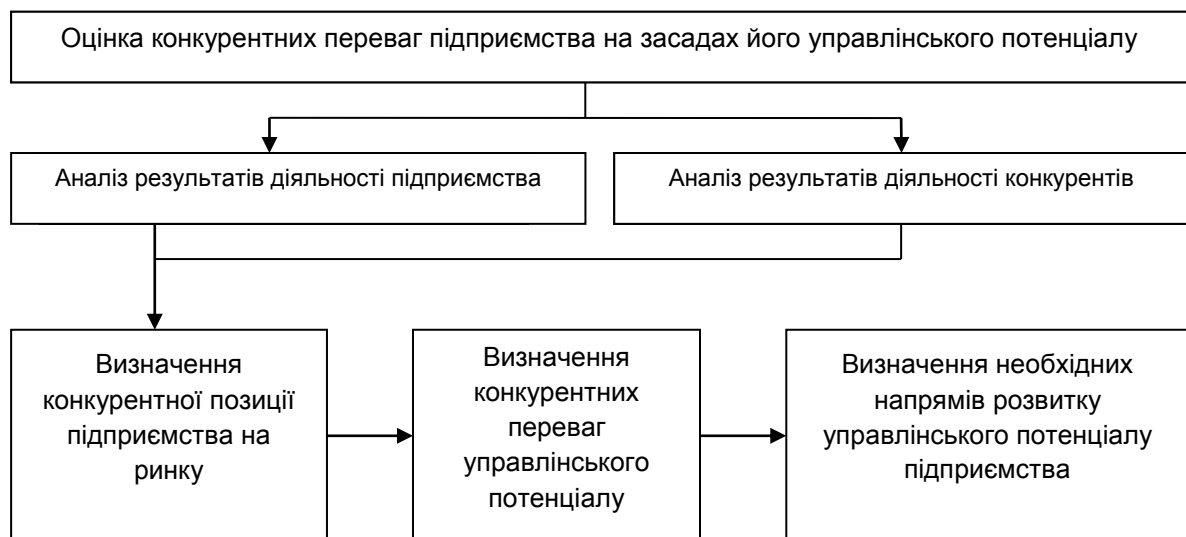 Оцінка конкурентних переваг підприємства на засадах його управлінського потенціалу
Аналіз результатів діяльності підприємства
Аналіз результатів діяльності конкурентів
Визначення
конкурентної позиції
підприємства на
ринку
Визначення
конкурентних
переваг
управлінського
потенціалу
Визначення необхідних
напрямів розвитку
управлінського потенціалу
підприємства